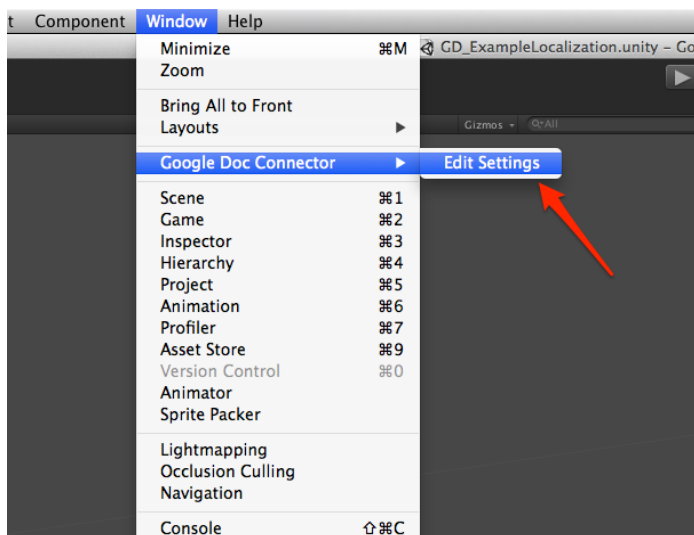 t Component Window Help
GD_ExampleLocalization.unity – Go
Minimize ⌘M
Zoom
Bring All to Front
Layouts ▶
Gizmos
All
Google Doc Connector ▶
Edit Settings
Scene ⌘1
Game ⌘2
Inspector ⌘3
Hierarchy ⌘4
Project ⌘5
Animation ⌘6
Profiler ⌘7
Asset Store ⌘9
Version Control ⌘0
Animator
Sprite Packer
Lightmapping
Occlusion Culling
Navigation
Console ⇧⌘C